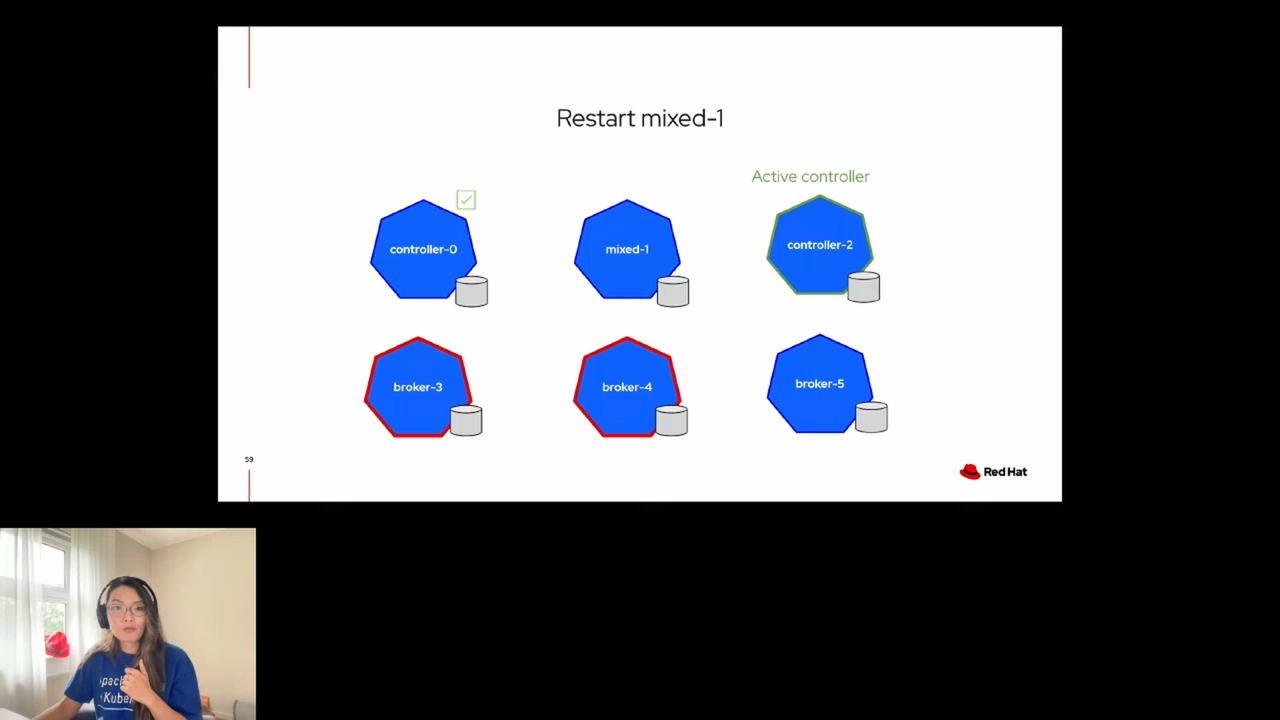 Restart mixed-1
Active controller
controller-0
mixed-1
controller-2
broker-3
broker-4
broker-5
59
Red Hat
Kube